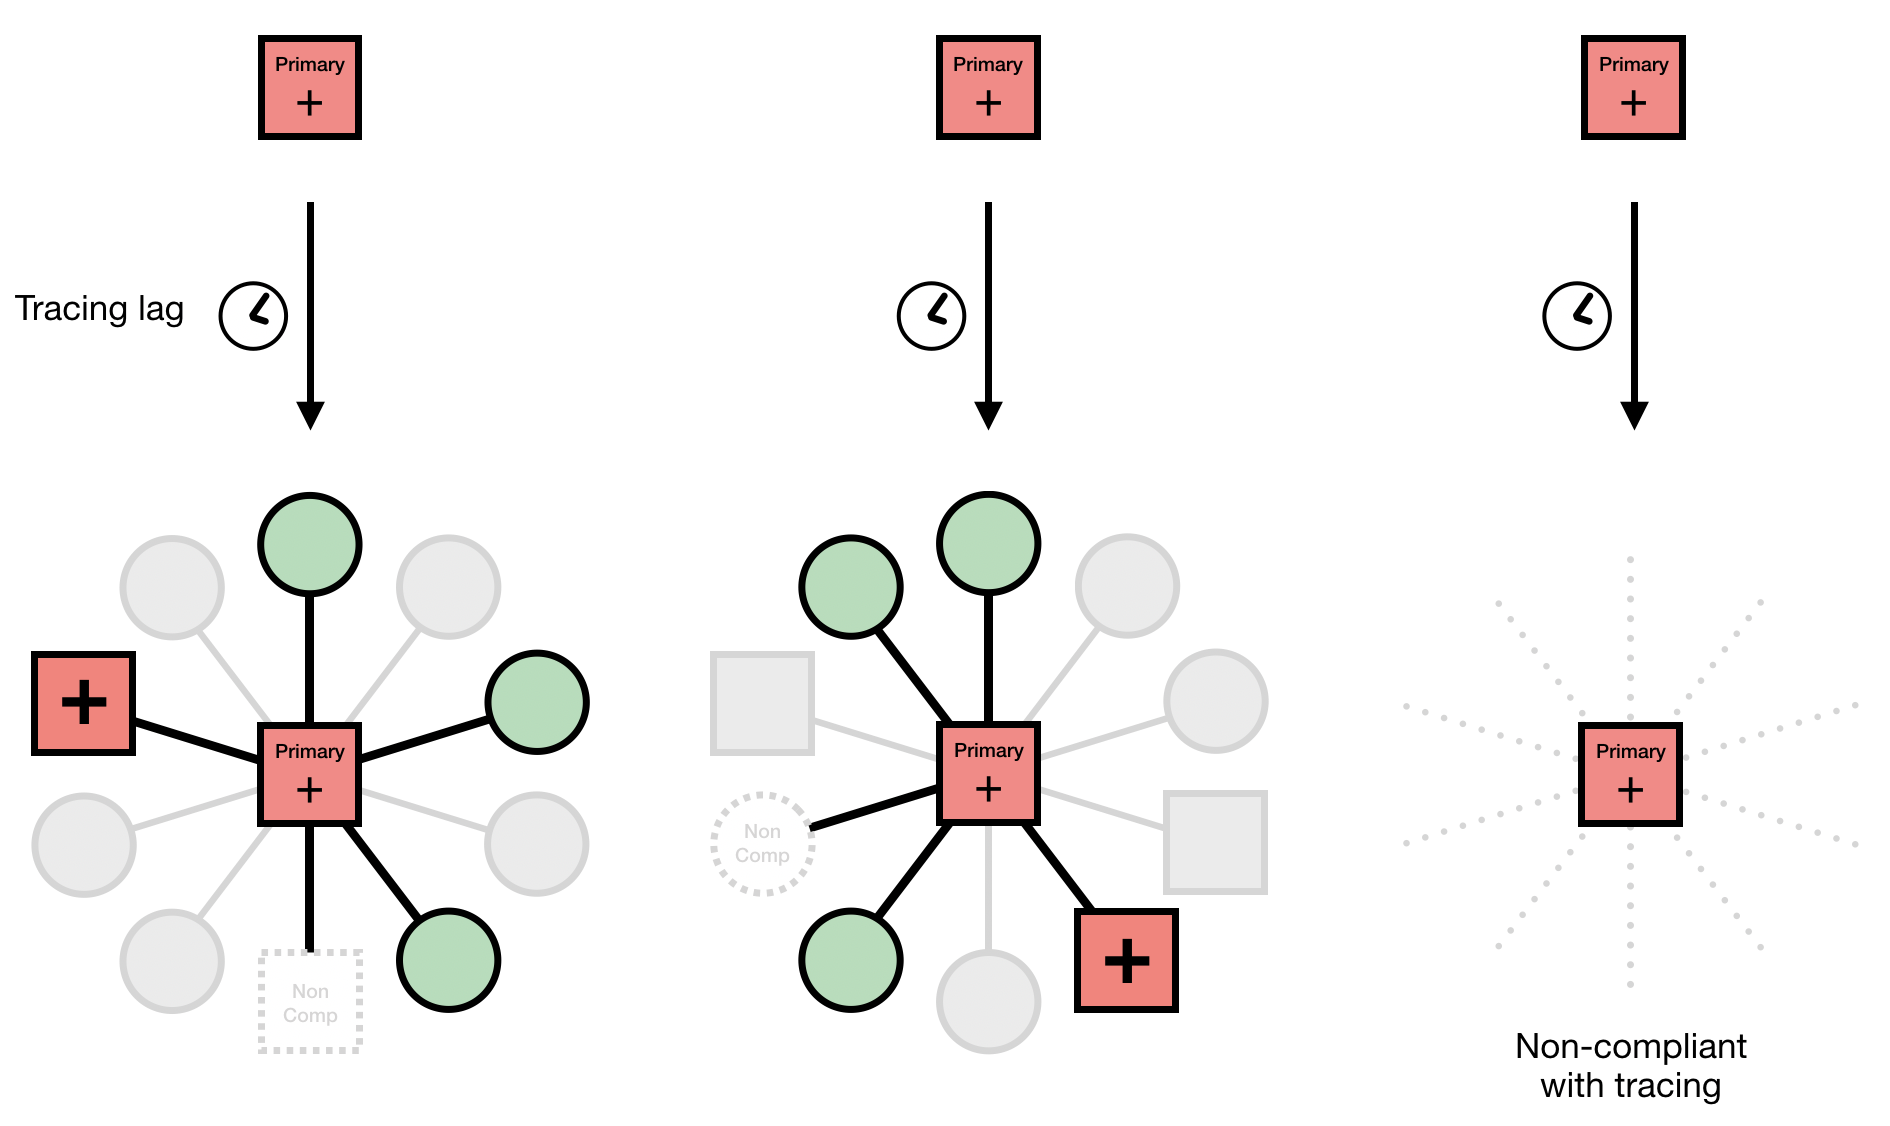 Primary
+
Primary
+
Primary
+
Tracing lag
+
Primary
+
Non
Comp
Primary
+
Non
Comp
+
Primary
+
Non-compliant
with tracing